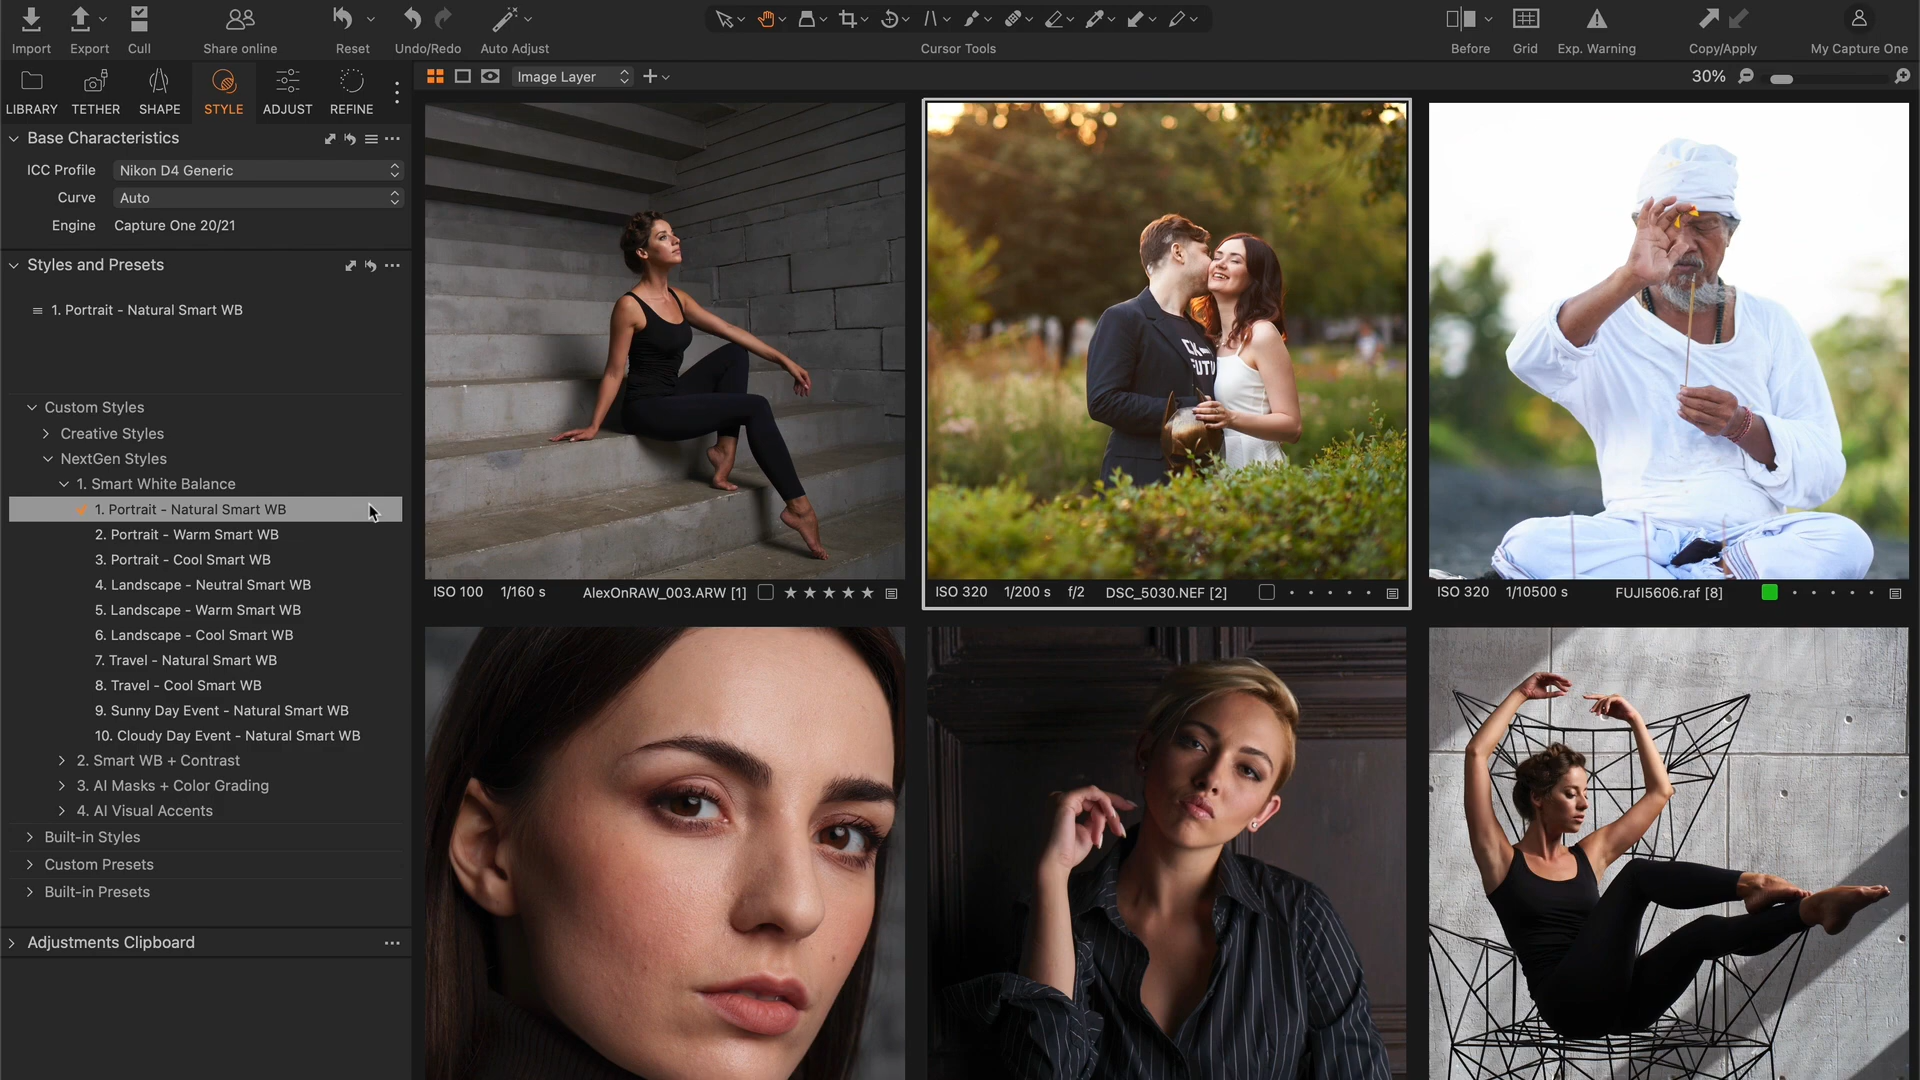 Import
Export
Cull
Share online
Reset
Undo/Redo
Auto Adjust
Cursor Tools
Before
Grid
Exp. Warning
Copy/Apply
My Capture One
LIBRARY
TETHER
SHAPE
STYLE
ADJUST
REFINE
Image Layer
30%
Base Characteristics
ICC Profile
Nikon D4 Generic
Curve
Auto
Engine
Capture One 20/21
Styles and Presets
1. Portrait - Natural Smart WB
Custom Styles
Creative Styles
NextGen Styles
1. Smart White Balance
1. Portrait - Natural Smart WB
2. Portrait - Warm Smart WB
3. Portrait - Cool Smart WB
4. Landscape - Neutral Smart WB
5. Landscape - Warm Smart WB
6. Landscape - Cool Smart WB
7. Travel - Natural Smart WB
8. Travel - Cool Smart WB
9. Sunny Day Event - Natural Smart WB
10. Cloudy Day Event - Natural Smart WB
2. Smart WB + Contrast
3. AI Masks + Color Grading
4. AI Visual Accents
Built-in Styles
Custom Presets
Built-in Presets
Adjustments Clipboard
ISO 100 1/160 s AlexOnRAW_003.ARW [1]
ISO 320 1/200 s f/2 DSC_5030.NEF [2]
ISO 320 1/10500 s FUJI5606.raf [8]